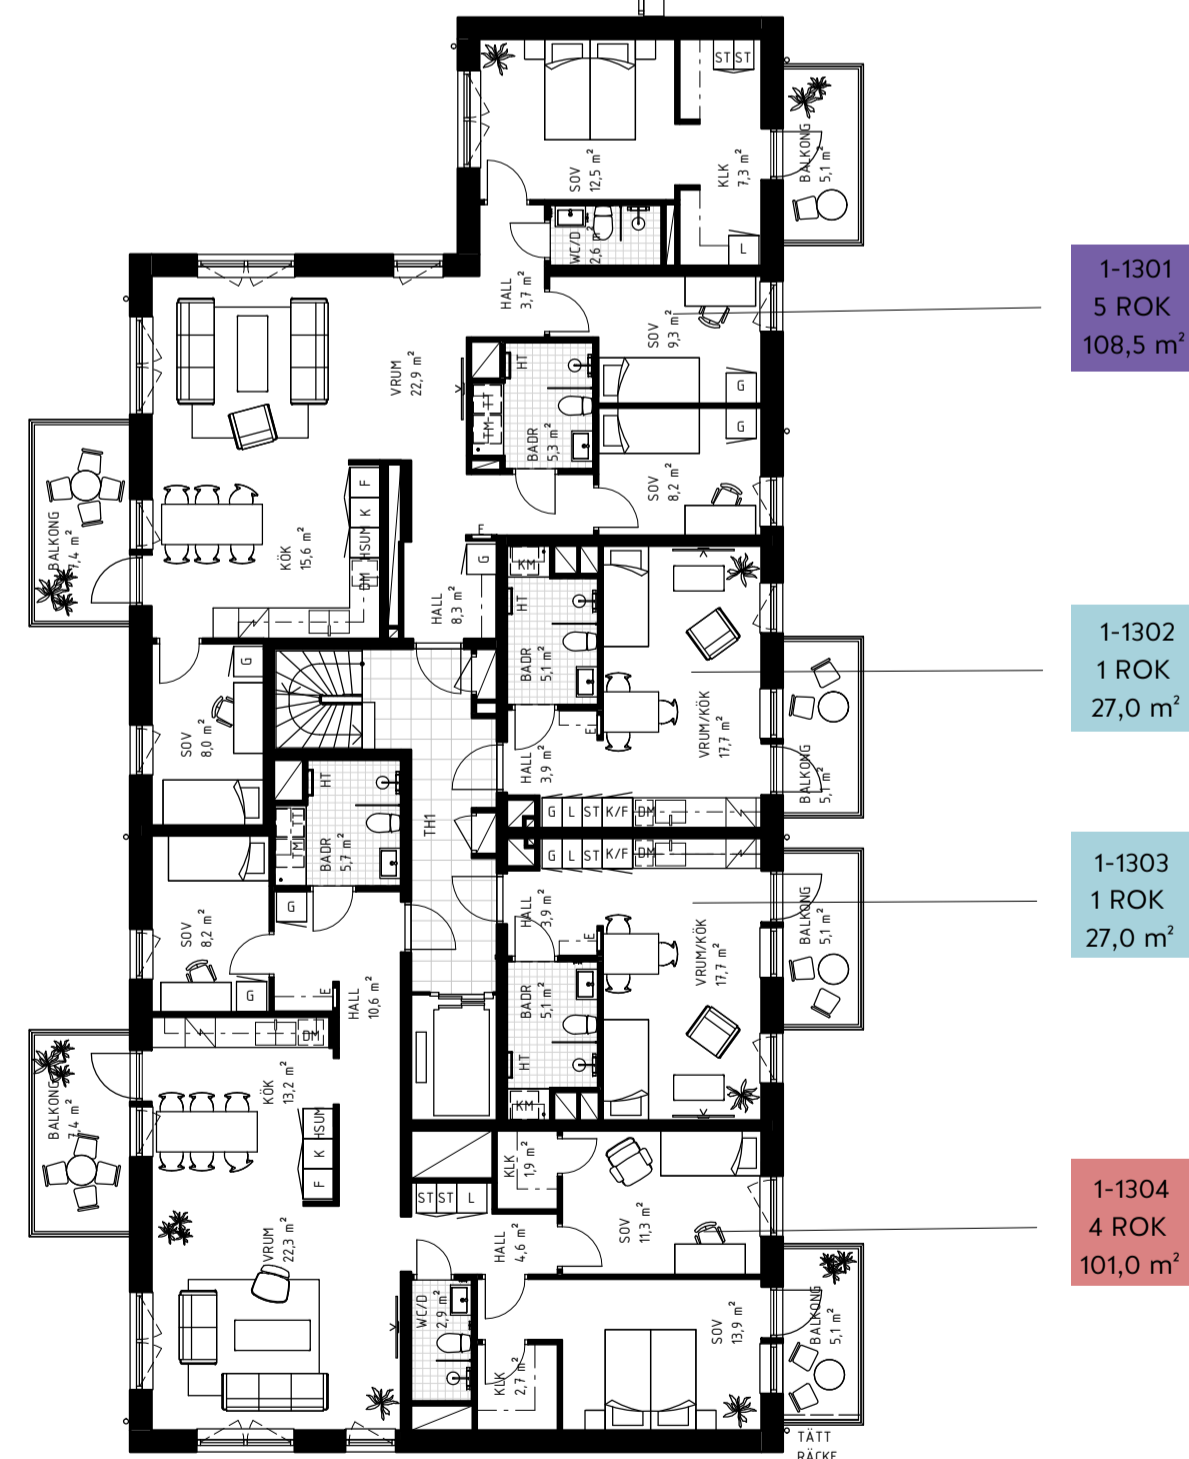 ST ST
BALKONG
5,1 m²
SOV
12,5 m²
KLK
7,3 m²
WC/D
2,6 m²
L
HALL
3,7 m²
SOV
9,3 m²
1-1301
5 ROK
108,5 m²
VRUM
22,9 m²
HT
TT
TM
BADR
5,3 m²
G
G
SOV
8,2 m²
F
K
HSUM
DM
BALKONG
7,4 m²
KÖK
15,6 m²
E
G
HALL
8,3 m²
KM
HT
BADR
5,1 m²
1-1302
1 ROK
27,0 m²
G
SOV
8,0 m²
HALL
3,9 m²
E
VRUM/KÖK
17,7 m²
BALKONG
5,1 m²
HT
TT
TM
BADR
5,7 m²
TH1
G L ST K/F DM
G L ST K/F DM
1-1303
1 ROK
27,0 m²
SOV
8,2 m²
G
HALL
3,9 m²
E
VRUM/KÖK
17,7 m²
BALKONG
5,1 m²
G
E
HALL
10,6 m²
BADR
5,1 m²
HT
KM
DM
BALKONG
7,4 m²
KÖK
13,2 m²
HSUM
K
F
KLK
1,9 m²
ST ST L
HALL
4,6 m²
SOV
11,3 m²
1-1304
4 ROK
101,0 m²
VRUM
22,3 m²
WC/D
2,9 m²
KLK
2,7 m²
SOV
13,9 m²
BALKONG
5,1 m²
TÄTT
RÄCKE